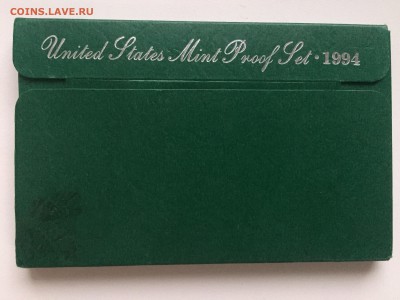 COINS.LAVE.RU
United States Mint Proof Set · 1994